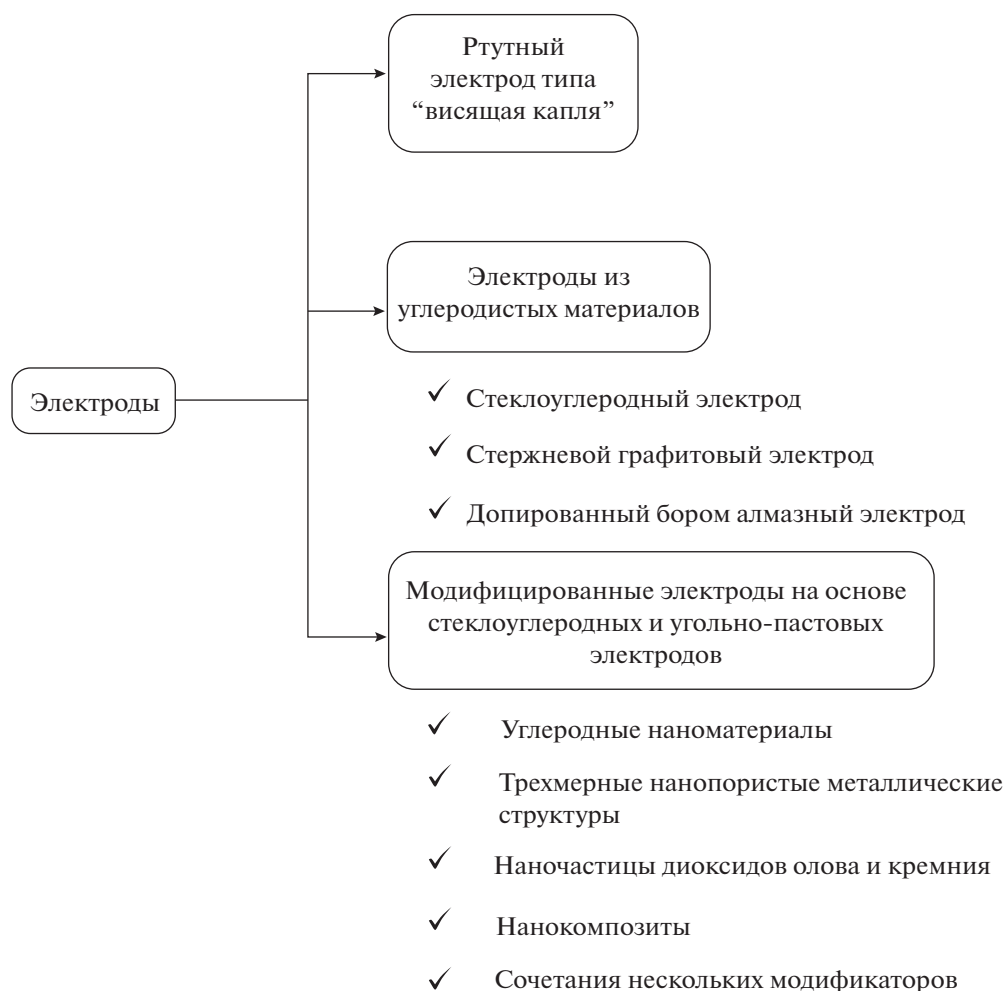 Ртутный
электрод типа
“висящая капля”
Электроды из
углеродистых материалов
Электроды
Стеклоуглеродный электрод
Стержневой графитовый электрод
Допированный бором алмазный электрод
Модифицированные электроды на основе
стеклоуглеродных и угольно-пастовых
электродов
Углеродные наноматериалы
Трехмерные нанопористые металлические
структуры
Наночастицы диоксидов олова и кремния
Нанокомпозиты
Сочетания нескольких модификаторов